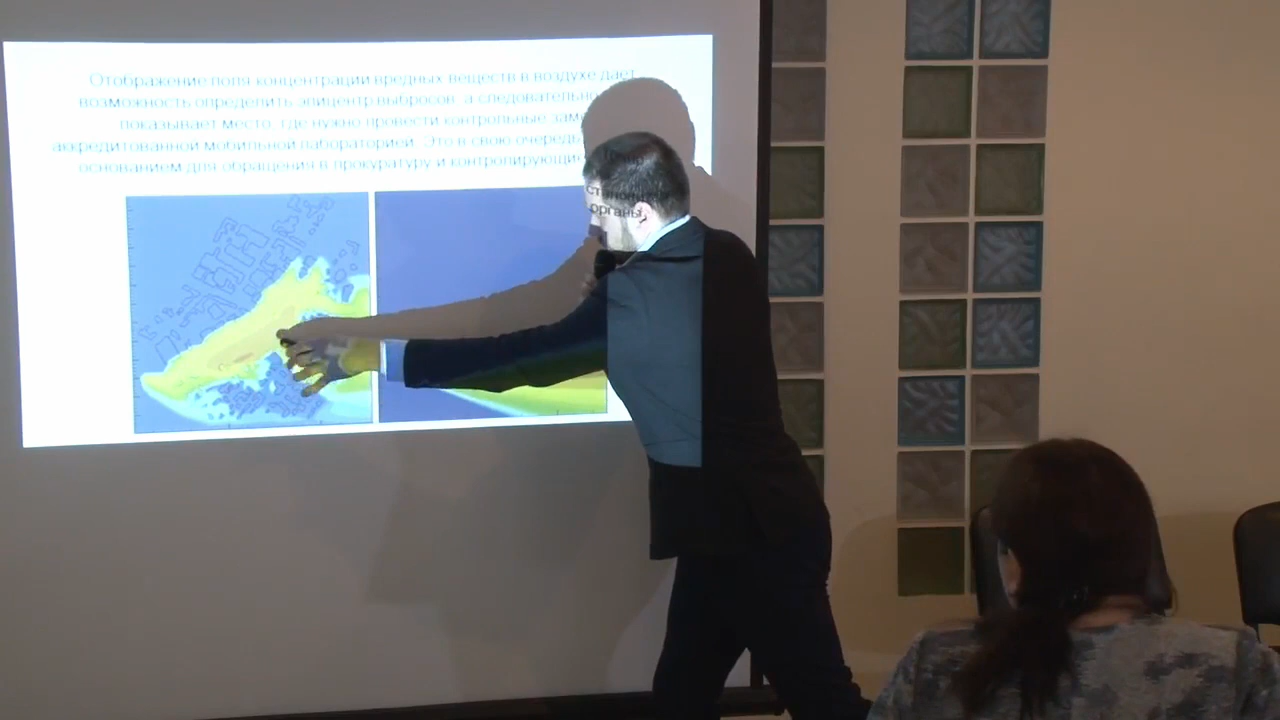 Отображение поля концентрации вредных веществ в воздухе дает
возможность определить эпицентр выбросов, а следовательно
показывает место, где нужно провести контрольные
аккредитованной мобильной лабораторией. Это в свою очередь
основанием для обращения в прокуратуру и контролирующие
органы